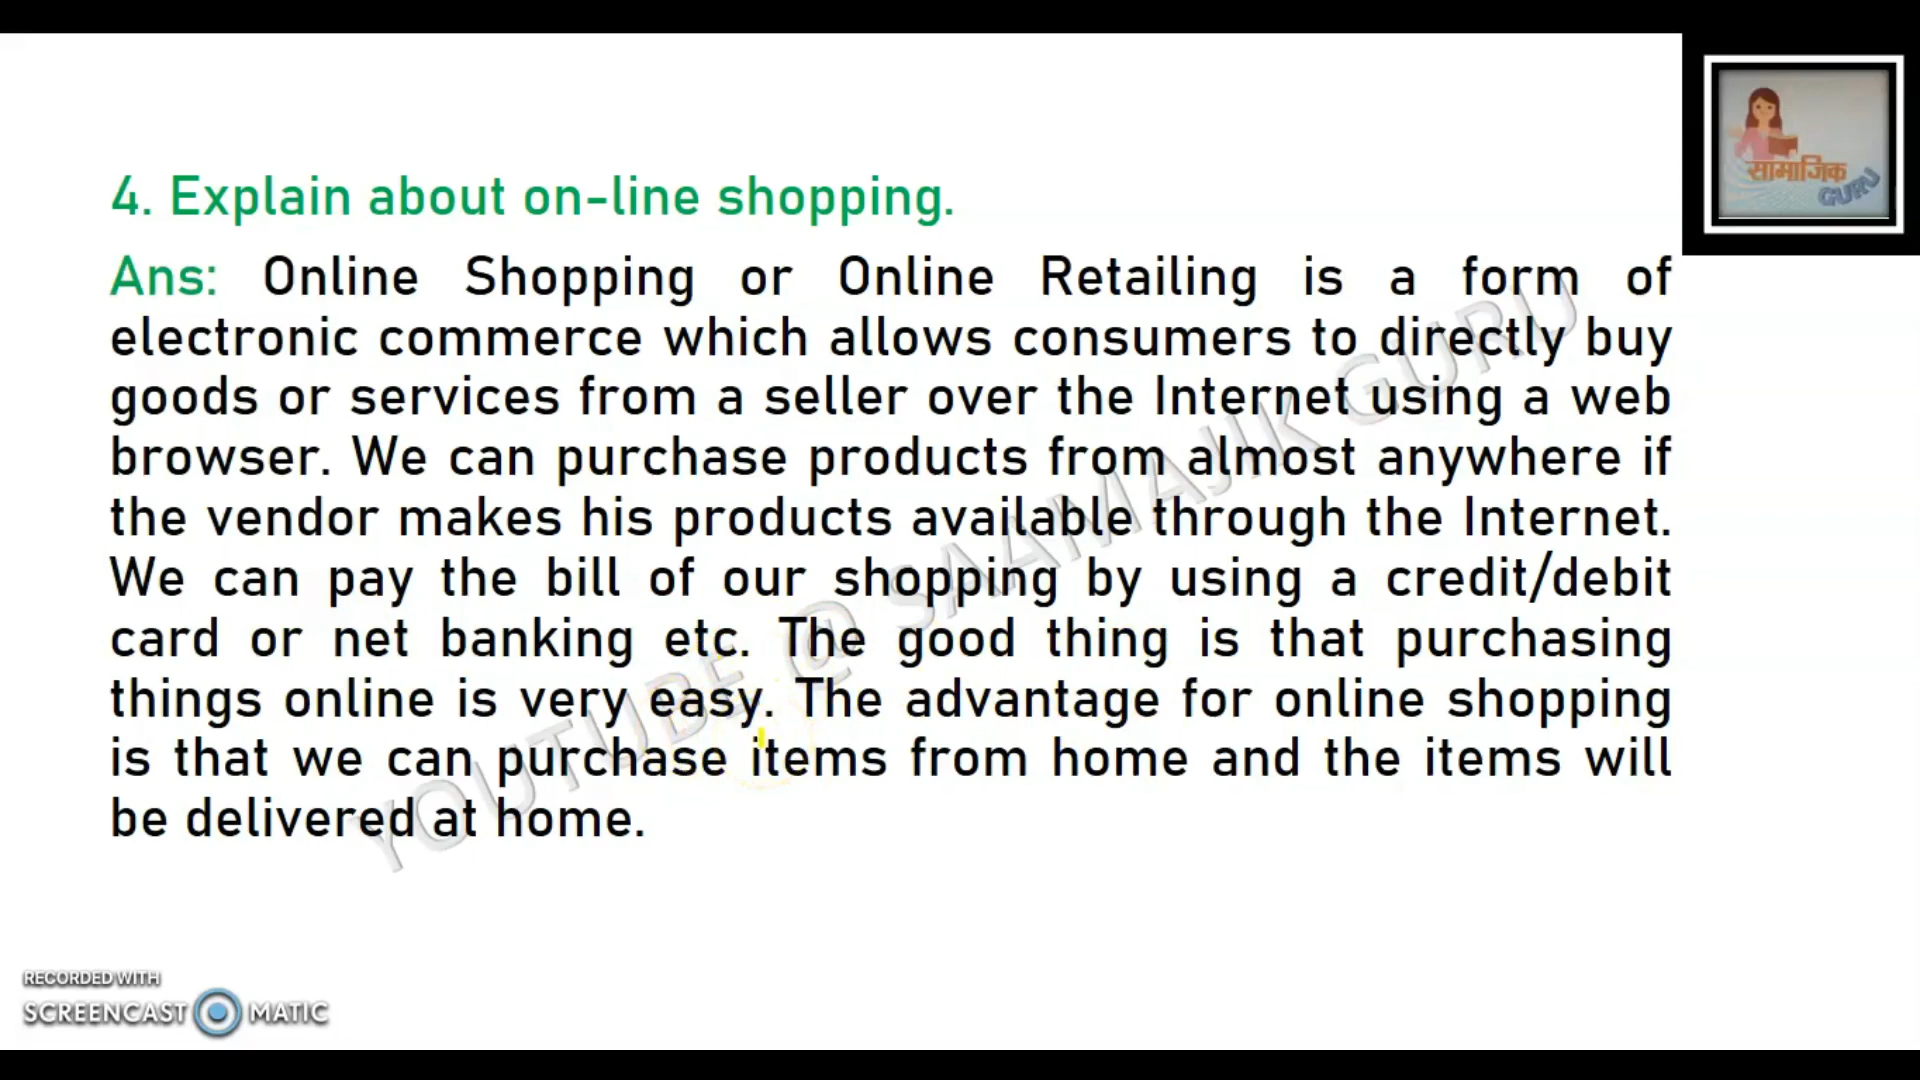 सामाजिक
GURU
4. Explain about on-line shopping.
Ans: Online Shopping or Online Retailing is a form of
electronic commerce which allows consumers to directly buy
goods or services from a seller over the Internet using a web
browser. We can purchase products from almost anywhere if
the vendor makes his products available through the Internet.
We can pay the bill of our shopping by using a credit/debit
card or net banking etc. The good thing is that purchasing
things online is very easy. The advantage for online shopping
is that we can purchase items from home and the items will
be delivered at home.
YOUTUBE @ SAAMAJIK GURU
RECORDED WITH
SCREENCAST MATIC